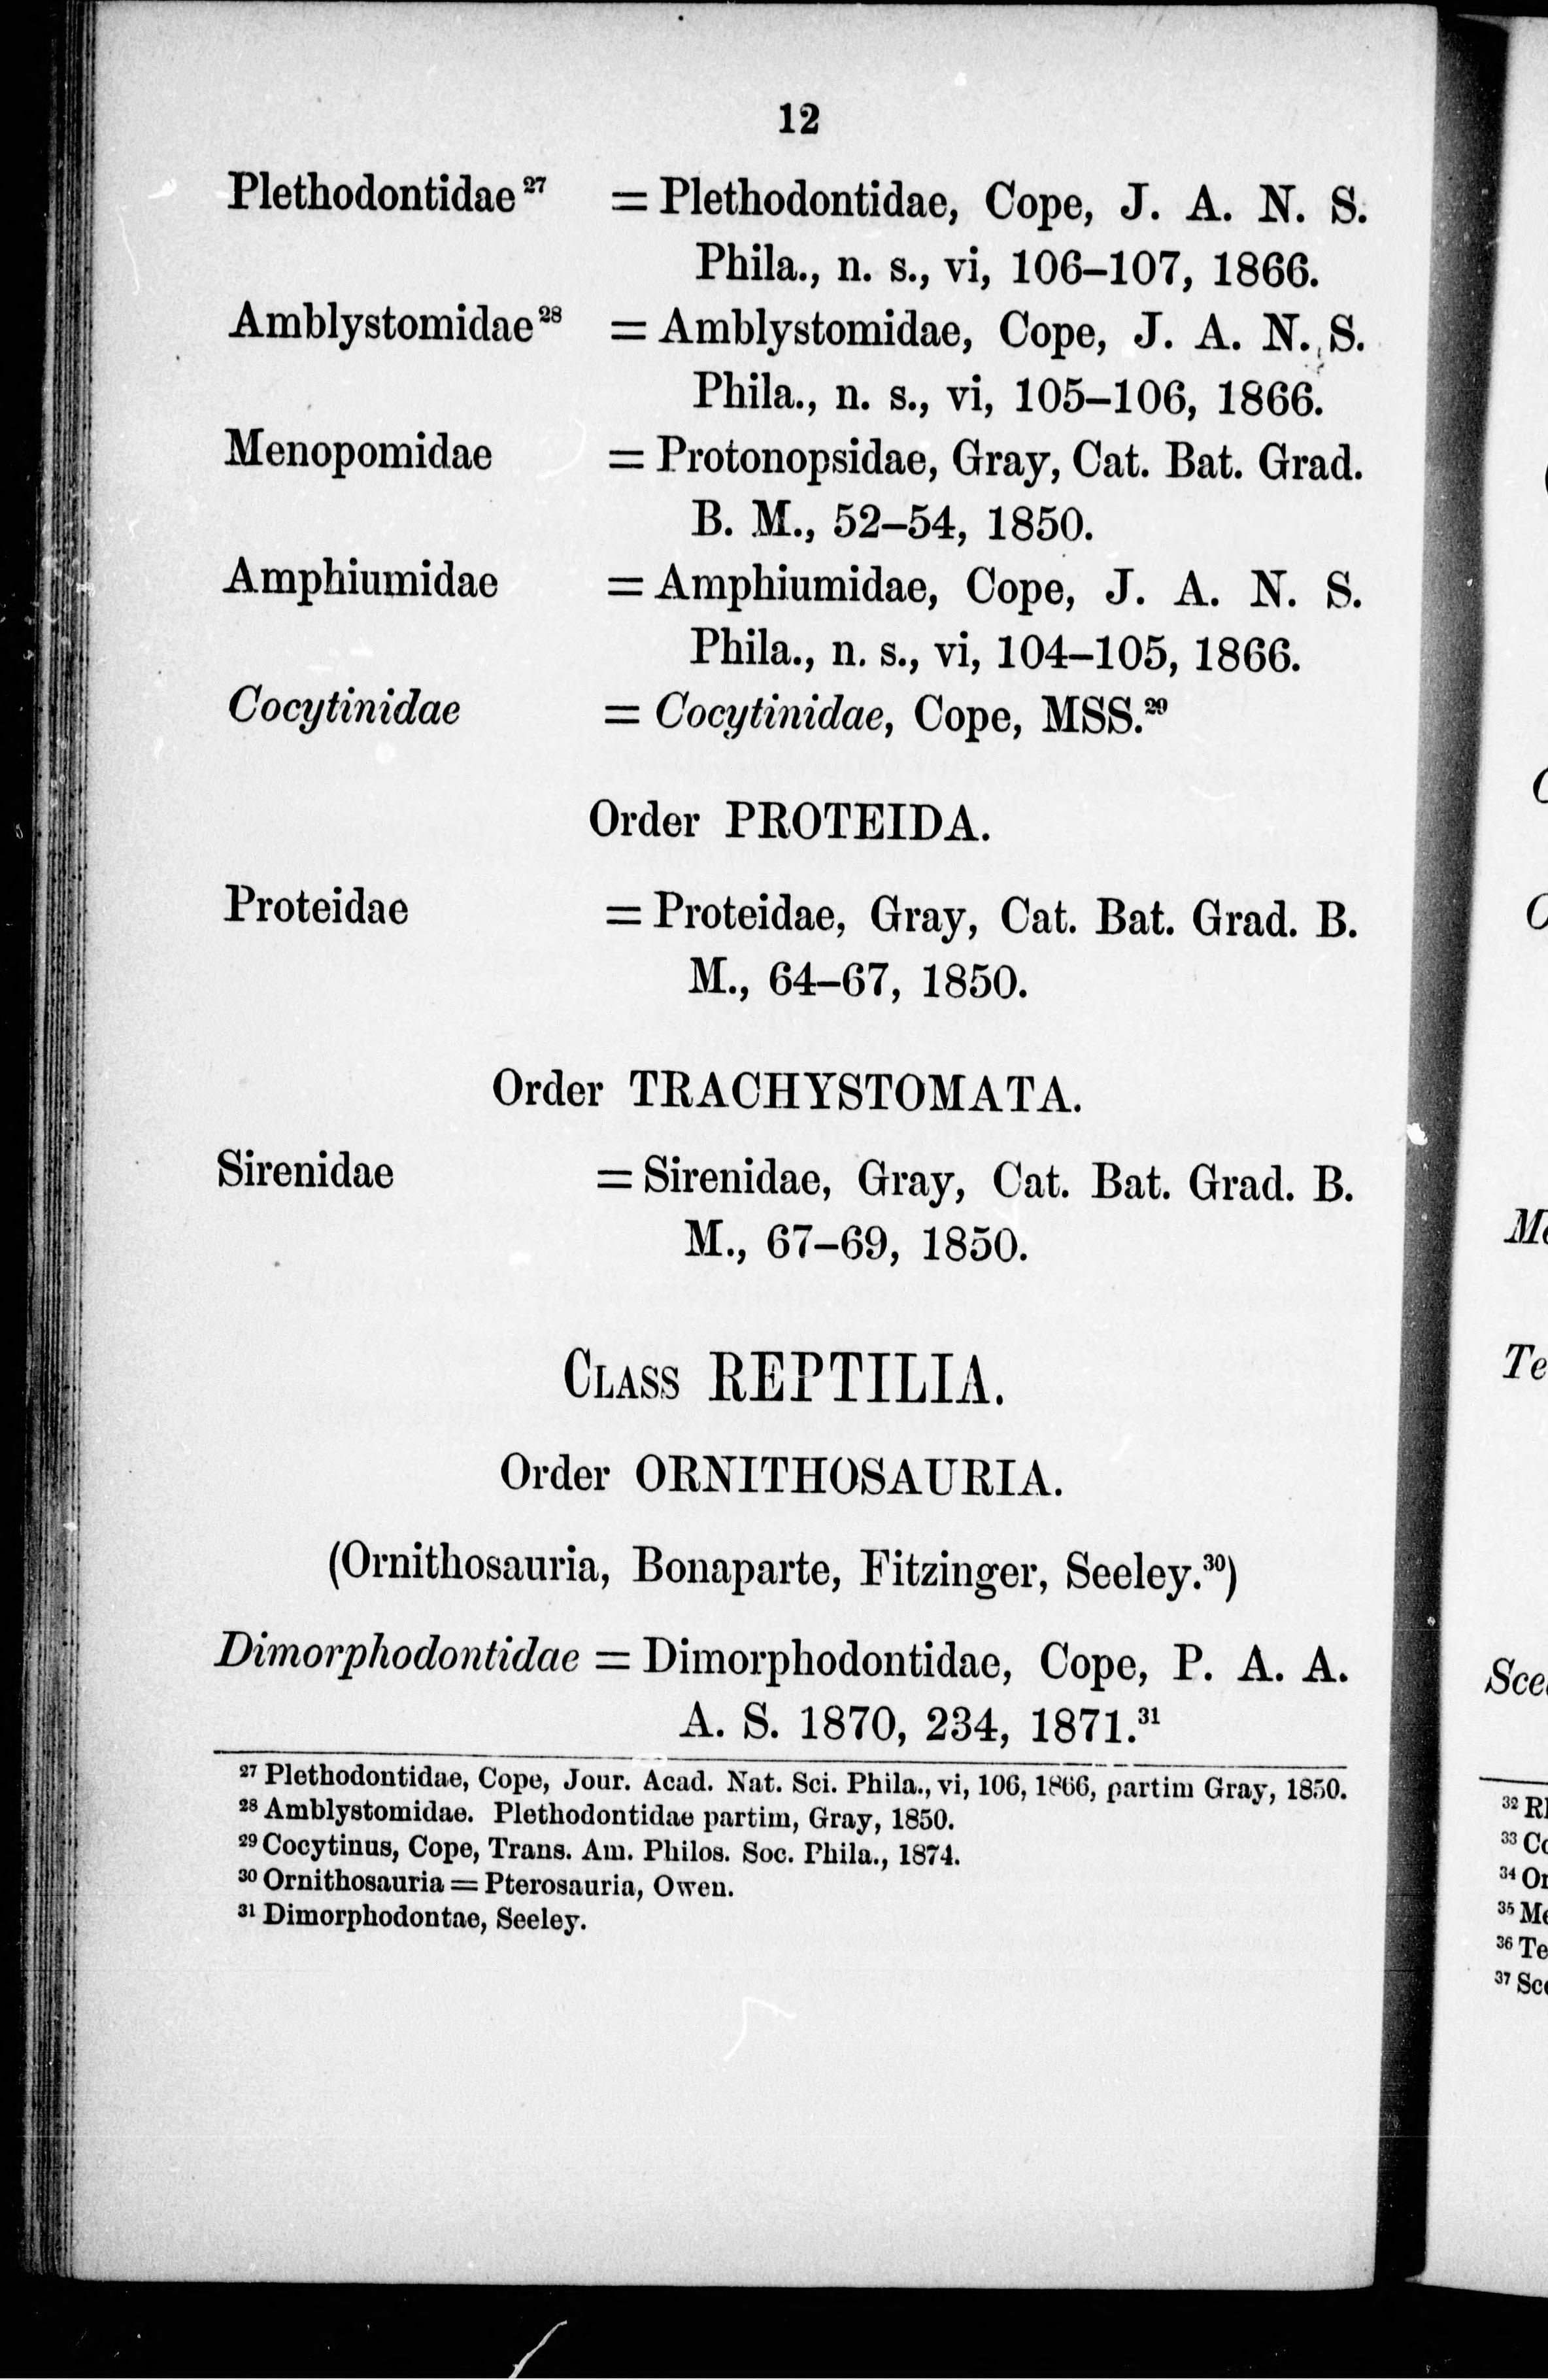 12
Plethodontidae²⁷ = Plethodontidae, Cope, J. A. N. S.
Phila., n. s., vi, 106–107, 1866.
Amblystomidae²⁸ = Amblystomidae, Cope, J. A. N. S.
Phila., n. s., vi, 105–106, 1866.
Menopomidae = Protonopsidae, Gray, Cat. Bat. Grad.
B. M., 52–54, 1850.
Amphiumidae = Amphiumidae, Cope, J. A. N. S.
Phila., n. s., vi, 104–105, 1866.
Cocytinidae = Cocytinidae, Cope, MSS.²⁹
Order PROTEIDA.
Proteidae = Proteidae, Gray, Cat. Bat. Grad. B.
M., 64–67, 1850.
Order TRACHYSTOMATA.
Sirenidae = Sirenidae, Gray, Cat. Bat. Grad. B.
M., 67–69, 1850.
CLASS REPTILIA.
Order ORNITHOSAURIA.
(Ornithosauria, Bonaparte, Fitzinger, Seeley.³⁰)
Dimorphodontidae = Dimorphodontidae, Cope, P. A. A.
A. S. 1870, 234, 1871.³¹
²⁷ Plethodontidae, Cope, Jour. Acad. Nat. Sci. Phila., vi, 106, 1866, partim Gray, 1850.
²⁸ Amblystomidae. Plethodontidae partim, Gray, 1850.
²⁹ Cocytinus, Cope, Trans. Am. Philos. Soc. Phila., 1874.
³⁰ Ornithosauria = Pterosauria, Owen.
³¹ Dimorphodontae, Seeley.